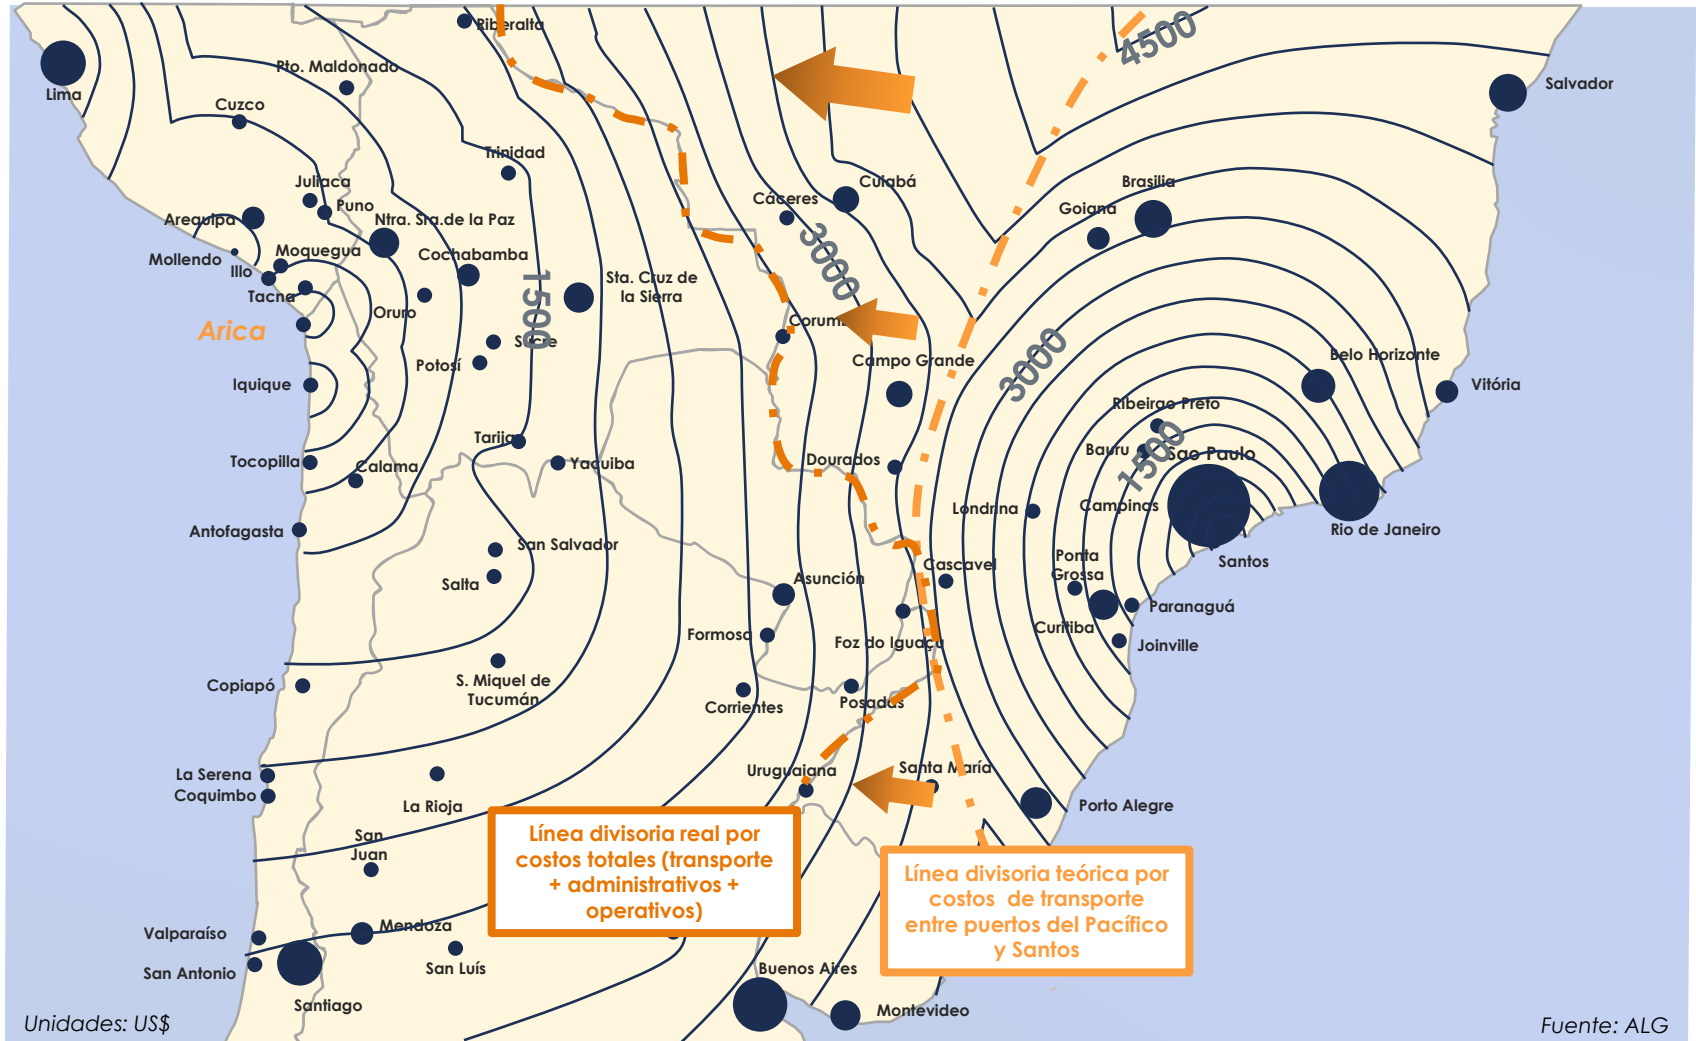 Riberalta
4500
Pto. Maldonado
Lima
Salvador
Cuzco
Trinidad
Juliaca
Puno
Cuiabá
Brasilia
Cáceres
Goiana
Arequipa
Ntra. Sra.de la Paz
Mollendo
Moquegua
Cochabamba
Illo
3000
Sta. Cruz de
la Sierra
Tacna
Oruro
1500
Arica
Corum
Sucre
3000
Belo Horizonte
Potosí
Campo Grande
Iquique
Vitória
Ribeirao Preto
Tarija
Bauru
1500
Sao Paulo
Tocopilla
Calama
Yacuiba
Dourados
Campinas
Londrina
Antofagasta
Rio de Janeiro
San Salvador
Santos
Salta
Asunción
Cascavel
Ponta
Grossa
Paranaguá
Formosa
Foz do Iguaçu
Curitiba
Joinville
Copiapó
S. Miquel de
Tucumán
Corrientes
Posadas
La Serena
Coquimbo
La Rioja
Uruguaiana
Santa María
Porto Alegre
San
Juan
Línea divisoria real por
costos totales (transporte
+ administrativos +
operativos)
Línea divisoria teórica por
costos de transporte
entre puertos del Pacífico
y Santos
Valparaíso
Mendoza
San Antonio
San Luís
Santiago
Buenos Aires
Montevideo
Unidades: US$
Fuente: ALG